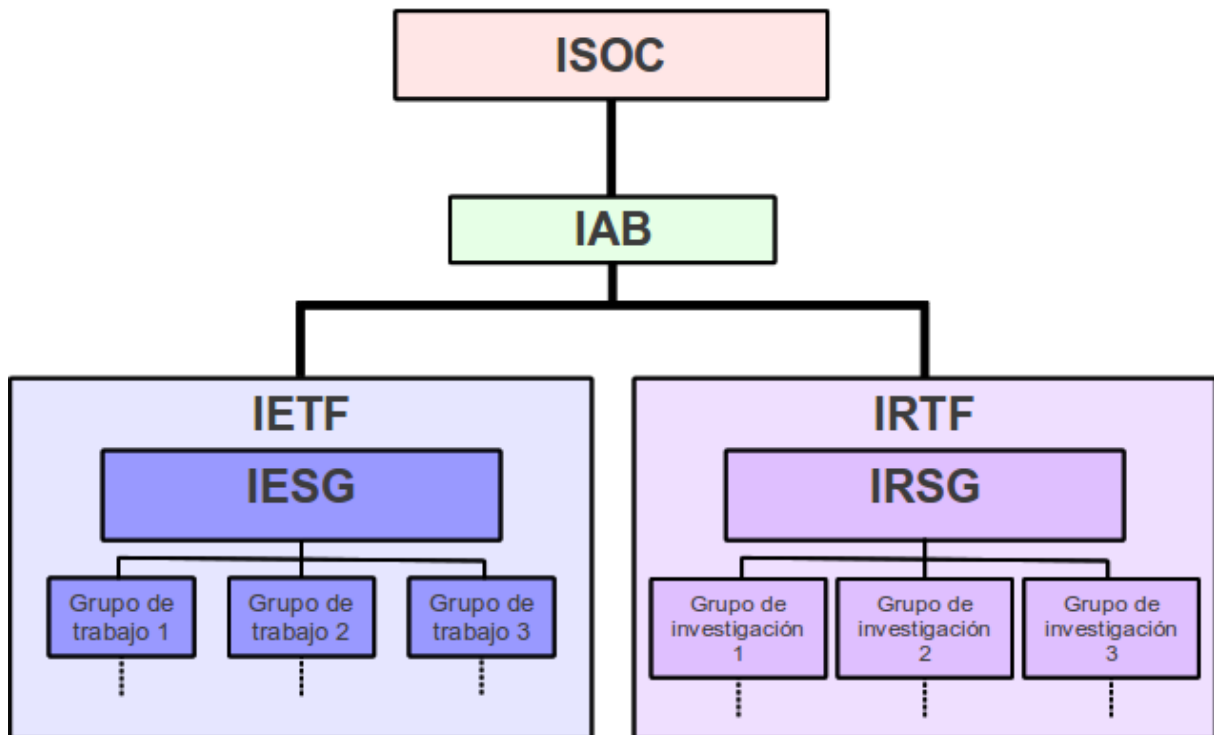 ISOC
IAB
IETF
IESG
Grupo de
trabajo 1
Grupo de
trabajo 2
Grupo de
trabajo 3
IRTF
IRSG
Grupo de
investigación
1
Grupo de
investigación
2
Grupo de
investigación
3